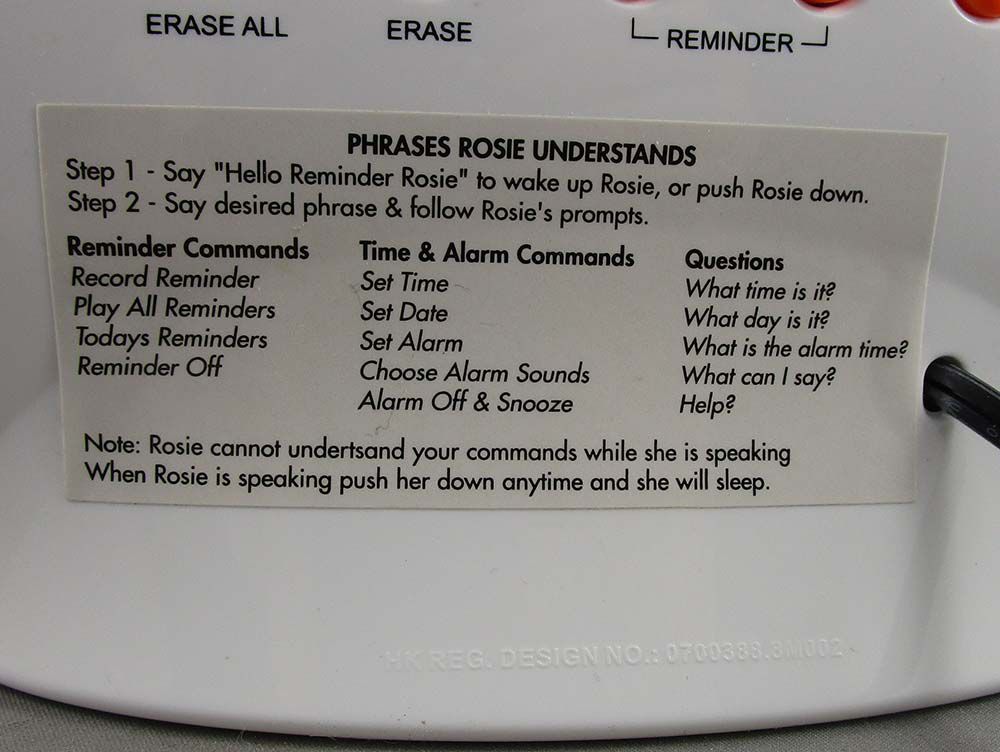 ERASE ALL ERASE REMINDER
PHRASES ROSIE UNDERSTANDS
Step 1 - Say "Hello Reminder Rosie" to wake up Rosie, or push Rosie down.
Step 2 - Say desired phrase & follow Rosie's prompts.
Reminder Commands
Record Reminder
Play All Reminders
Todays Reminders
Reminder Off
Time & Alarm Commands
Set Time
Set Date
Set Alarm
Choose Alarm Sounds
Alarm Off & Snooze
Questions
What time is it?
What day is it?
What is the alarm time?
What can I say?
Help?
Note: Rosie cannot undertsand your commands while she is speaking
When Rosie is speaking push her down anytime and she will sleep.
HK REG. DESIGN NO.: